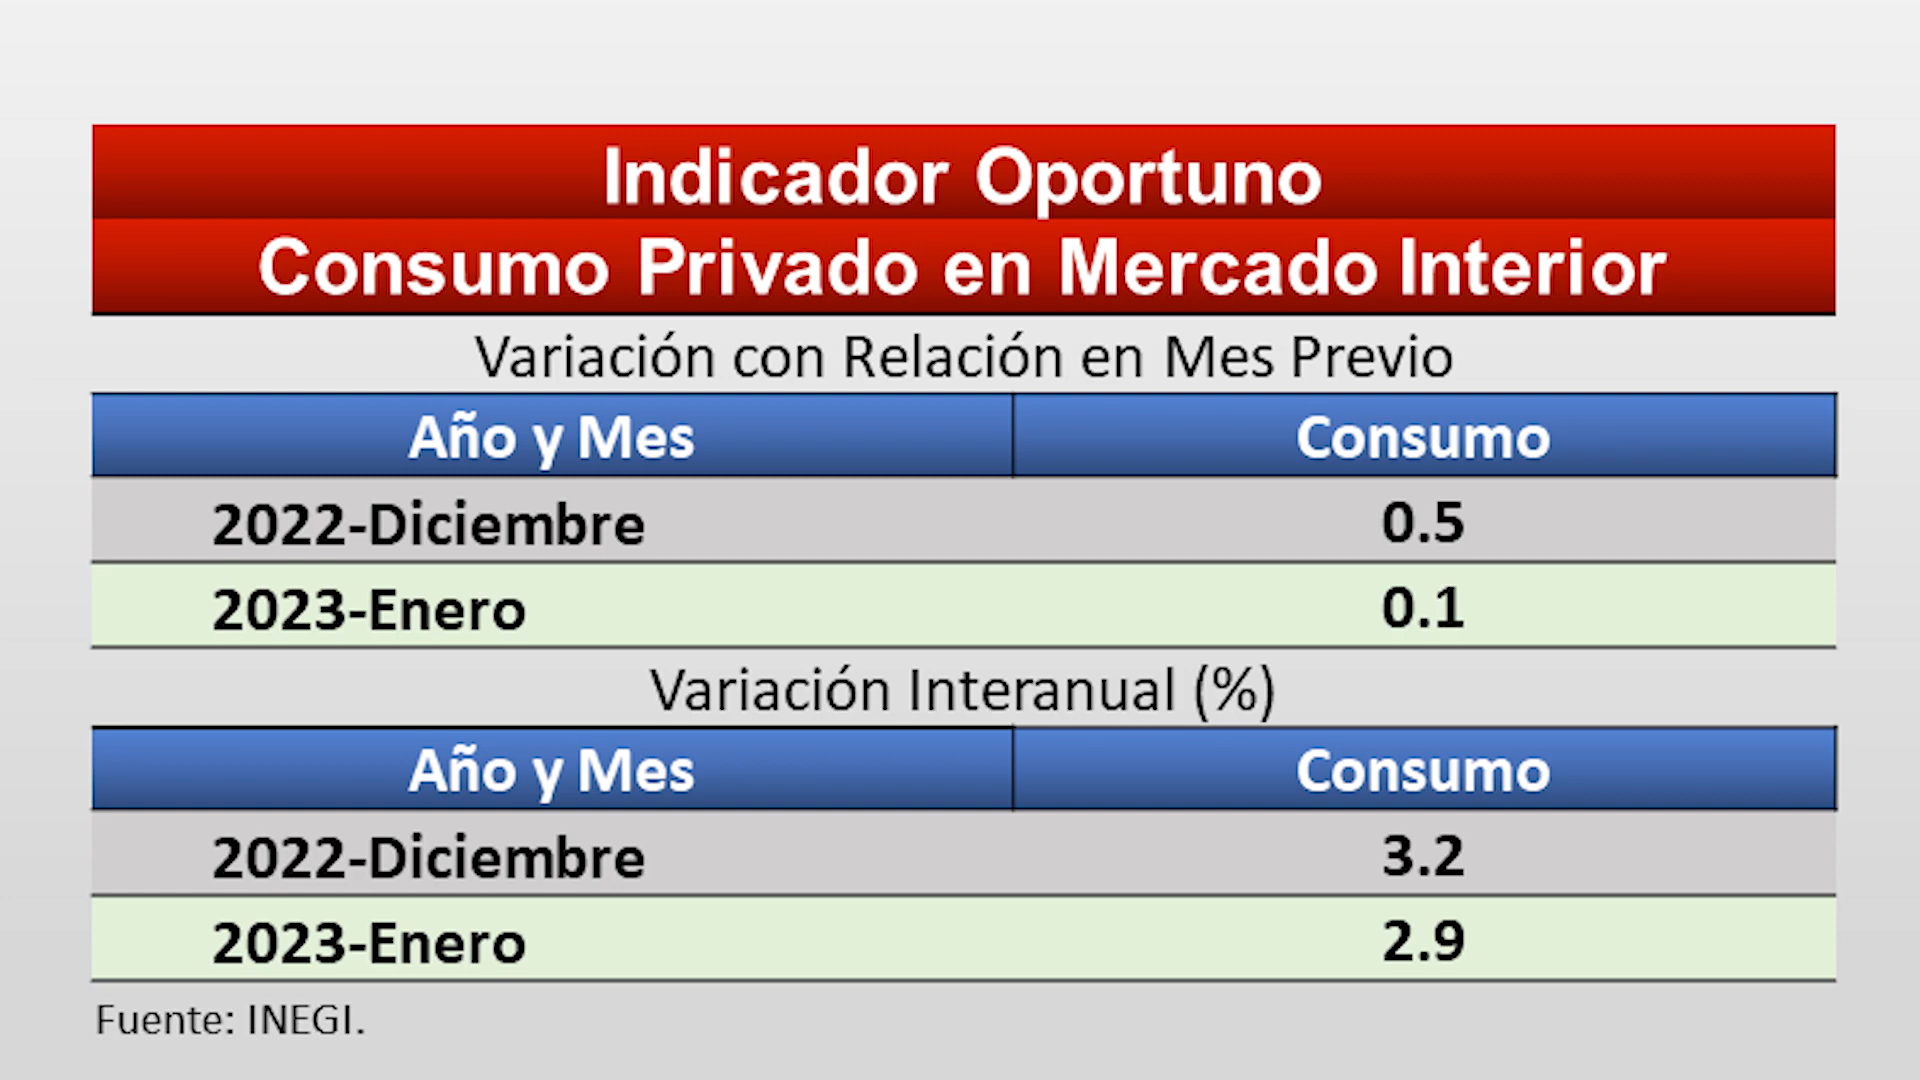 Indicador Oportuno
Consumo Privado en Mercado Interior
Variación con Relación en Mes Previo
Año y Mes Consumo
2022-Diciembre 0.5
2023-Enero 0.1
Variación Interanual (%)
Año y Mes Consumo
2022-Diciembre 3.2
2023-Enero 2.9
Fuente: INEGI.